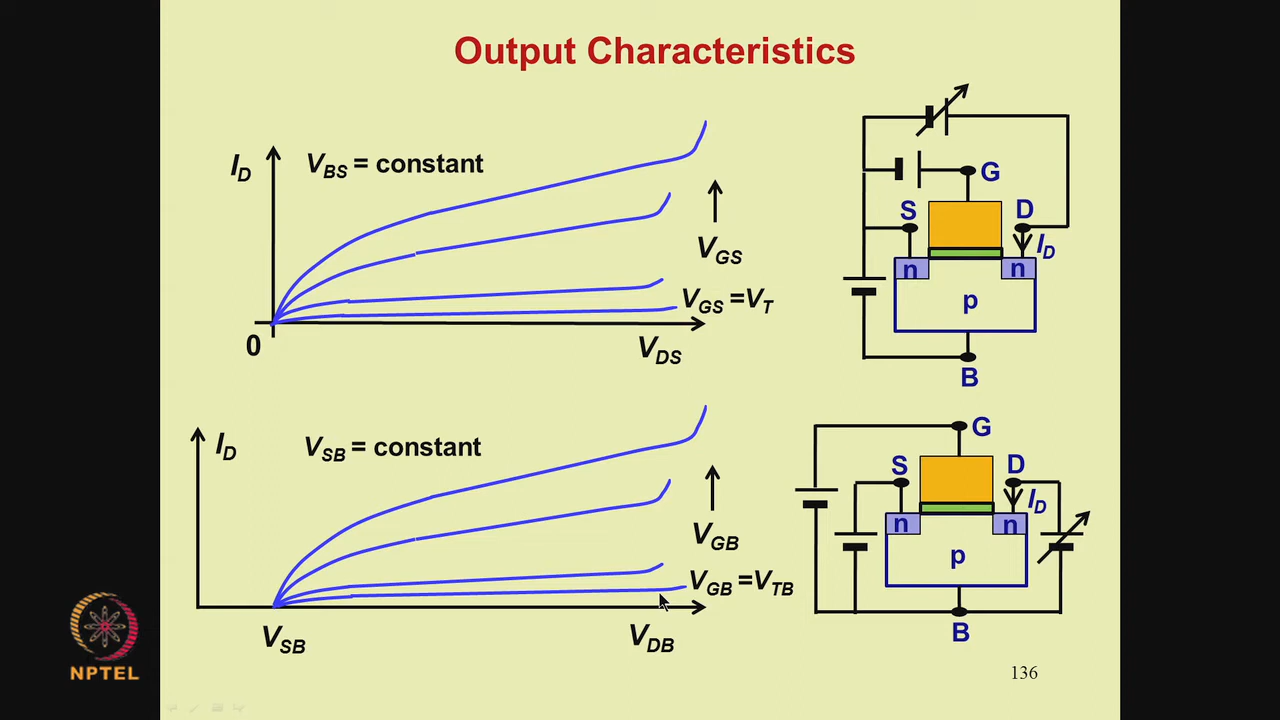 Output Characteristics
I_D
V_BS = constant
V_GS
V_GS =V_T
0
V_DS
G
S
D
I_D
n
n
p
B
I_D
V_SB = constant
V_GB
V_GB =V_TB
V_SB
V_DB
G
S
D
I_D
n
n
p
B
NPTEL
136